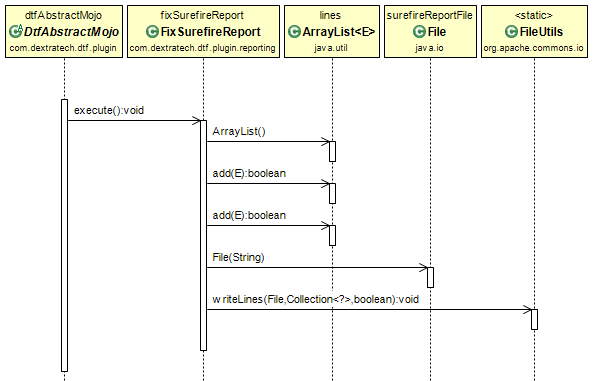 dtfAbstractMojo
DtfAbstractMojo
com.dextratech.dtf.plugin
fixSurefireReport
FixSurefireReport
com.dextratech.dtf.plugin.reporting
lines
ArrayList<E>
java.util
surefireReportFile
File
java.io
<static>
FileUtils
org.apache.commons.io
execute():void
ArrayList()
add(E):boolean
add(E):boolean
File(String)
writeLines(File,Collection<?>,boolean):void